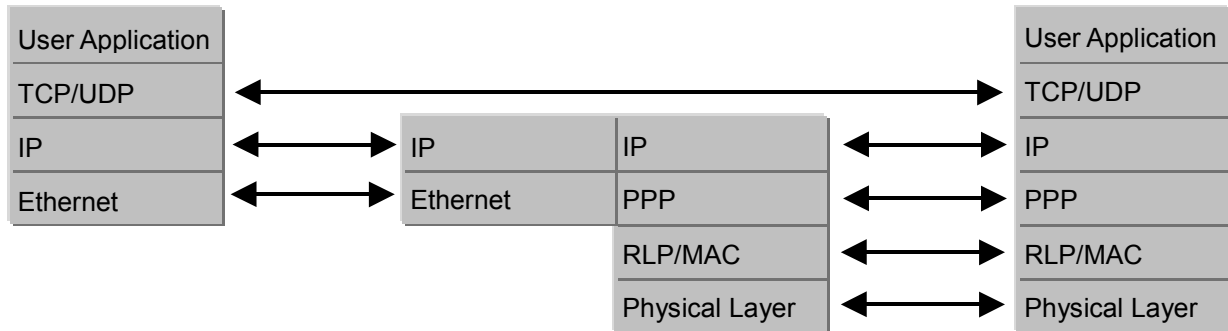 User Application
TCP/UDP
IP
Ethernet
IP
Ethernet
IP
PPP
RLP/MAC
Physical Layer
User Application
TCP/UDP
IP
PPP
RLP/MAC
Physical Layer